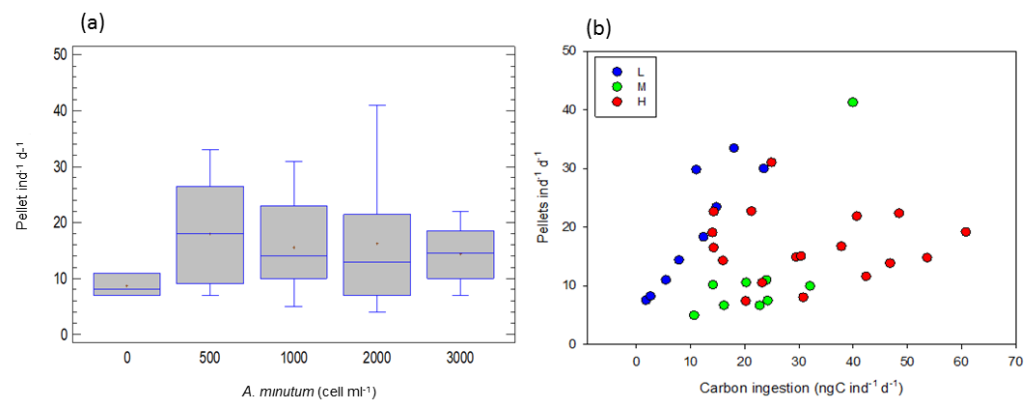 (a)
50
40
30
20
10
0
Pellet ind⁻¹ d⁻¹
0 500 1000 2000 3000
A. minutum (cell ml⁻¹)
(b)
50
40
30
20
10
0
Pellets ind⁻¹ d⁻¹
L
M
H
0 10 20 30 40 50 60 70
Carbon ingestion (ngC ind⁻¹ d⁻¹)